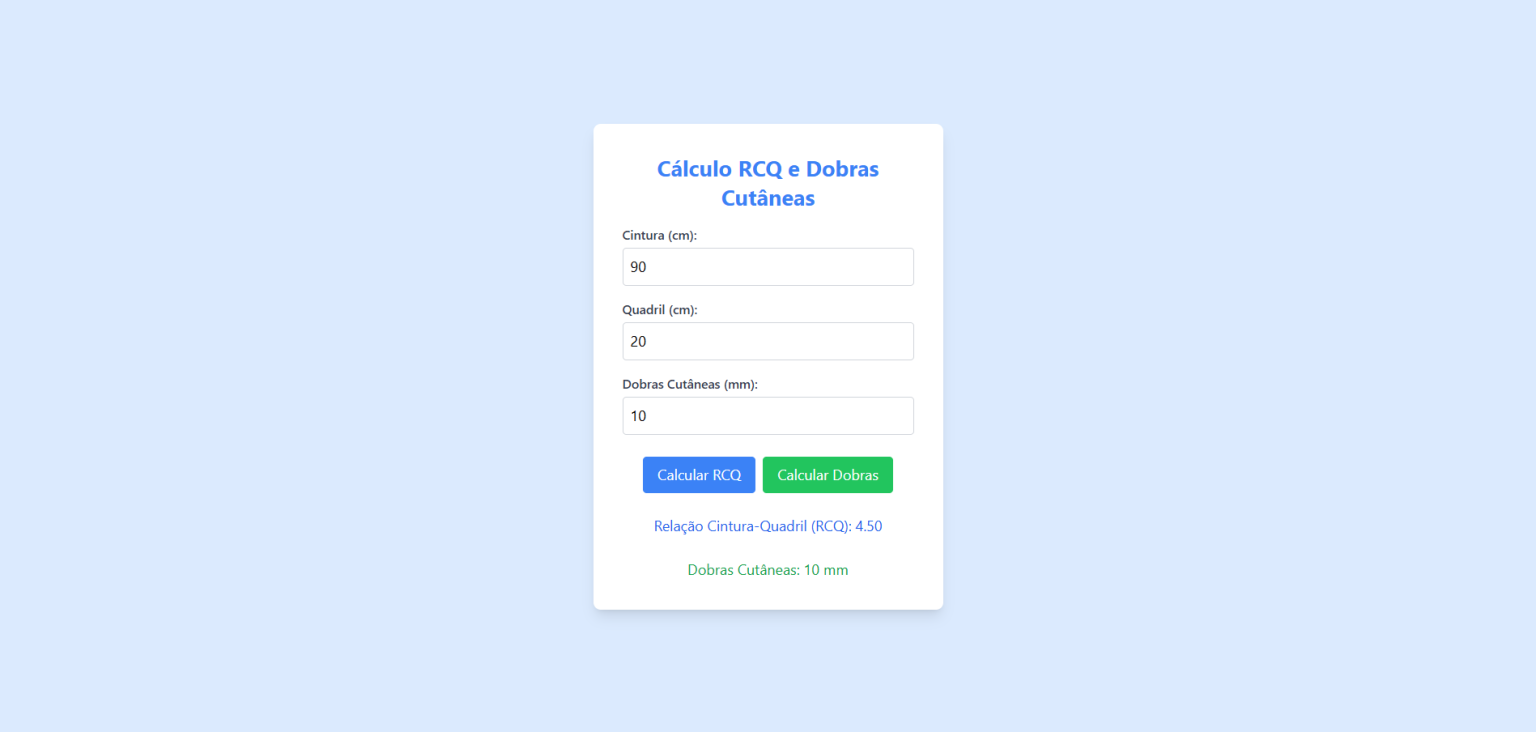 Cálculo RCQ e Dobras
Cutâneas
Cintura (cm):
90
Quadril (cm):
20
Dobras Cutâneas (mm):
10
Calcular RCQ Calcular Dobras
Relação Cintura-Quadril (RCQ): 4.50
Dobras Cutâneas: 10 mm